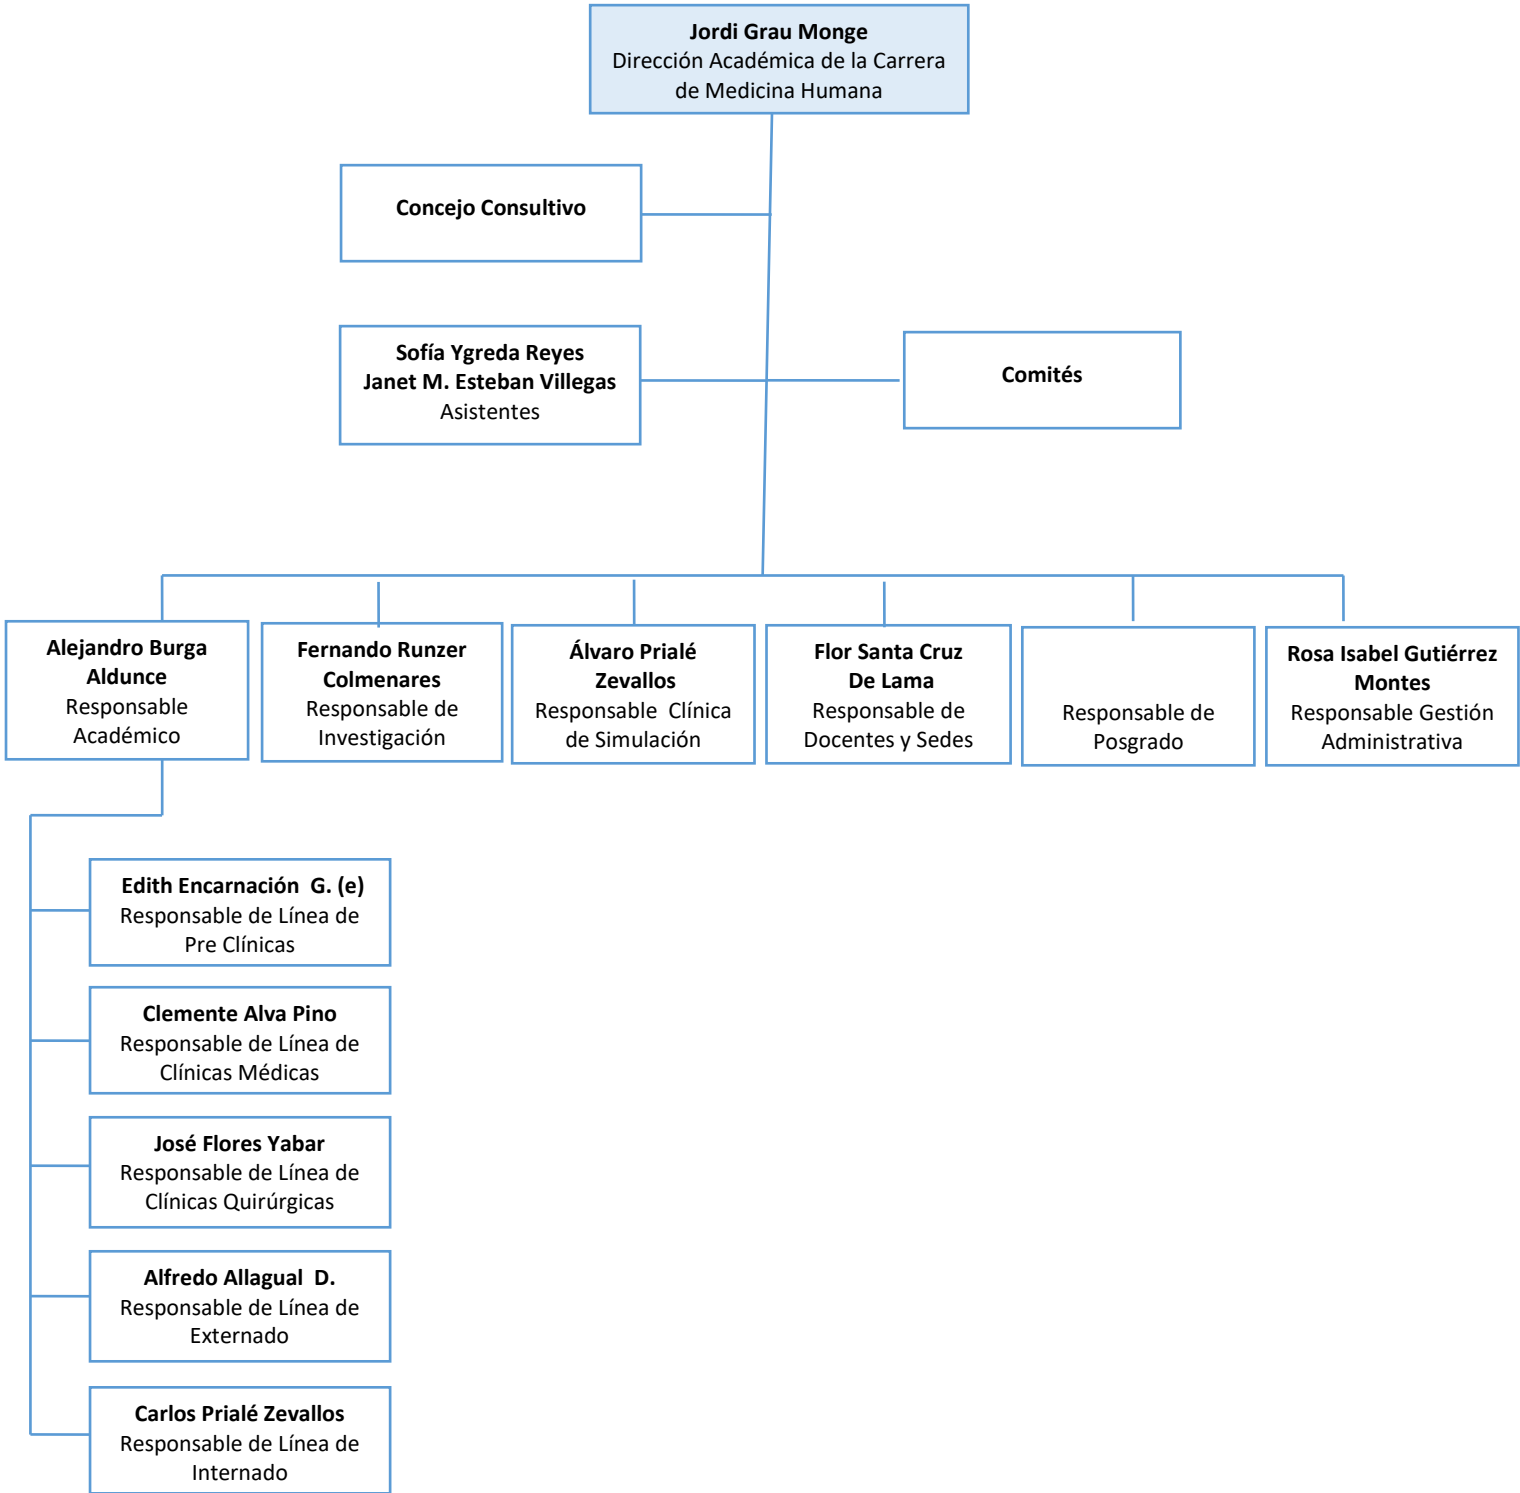 Jordi Grau Monge
Dirección Académica de la Carrera
de Medicina Humana
Concejo Consultivo
Sofía Ygreda Reyes
Janet M. Esteban Villegas
Asistentes
Comités
Alejandro Burga
Aldunce
Responsable
Académico
Fernando Runzer
Colmenares
Responsable de
Investigación
Álvaro Prialé
Zevallos
Responsable  Clínica
de Simulación
Flor Santa Cruz
De Lama
Responsable de
Docentes y Sedes
Responsable de
Posgrado
Rosa Isabel Gutiérrez
Montes
Responsable Gestión
Administrativa
Edith Encarnación  G. (e)
Responsable de Línea de
Pre Clínicas
Clemente Alva Pino
Responsable de Línea de
Clínicas Médicas
José Flores Yabar
Responsable de Línea de
Clínicas Quirúrgicas
Alfredo Allagual  D.
Responsable de Línea de
Externado
Carlos Prialé Zevallos
Responsable de Línea de
Internado